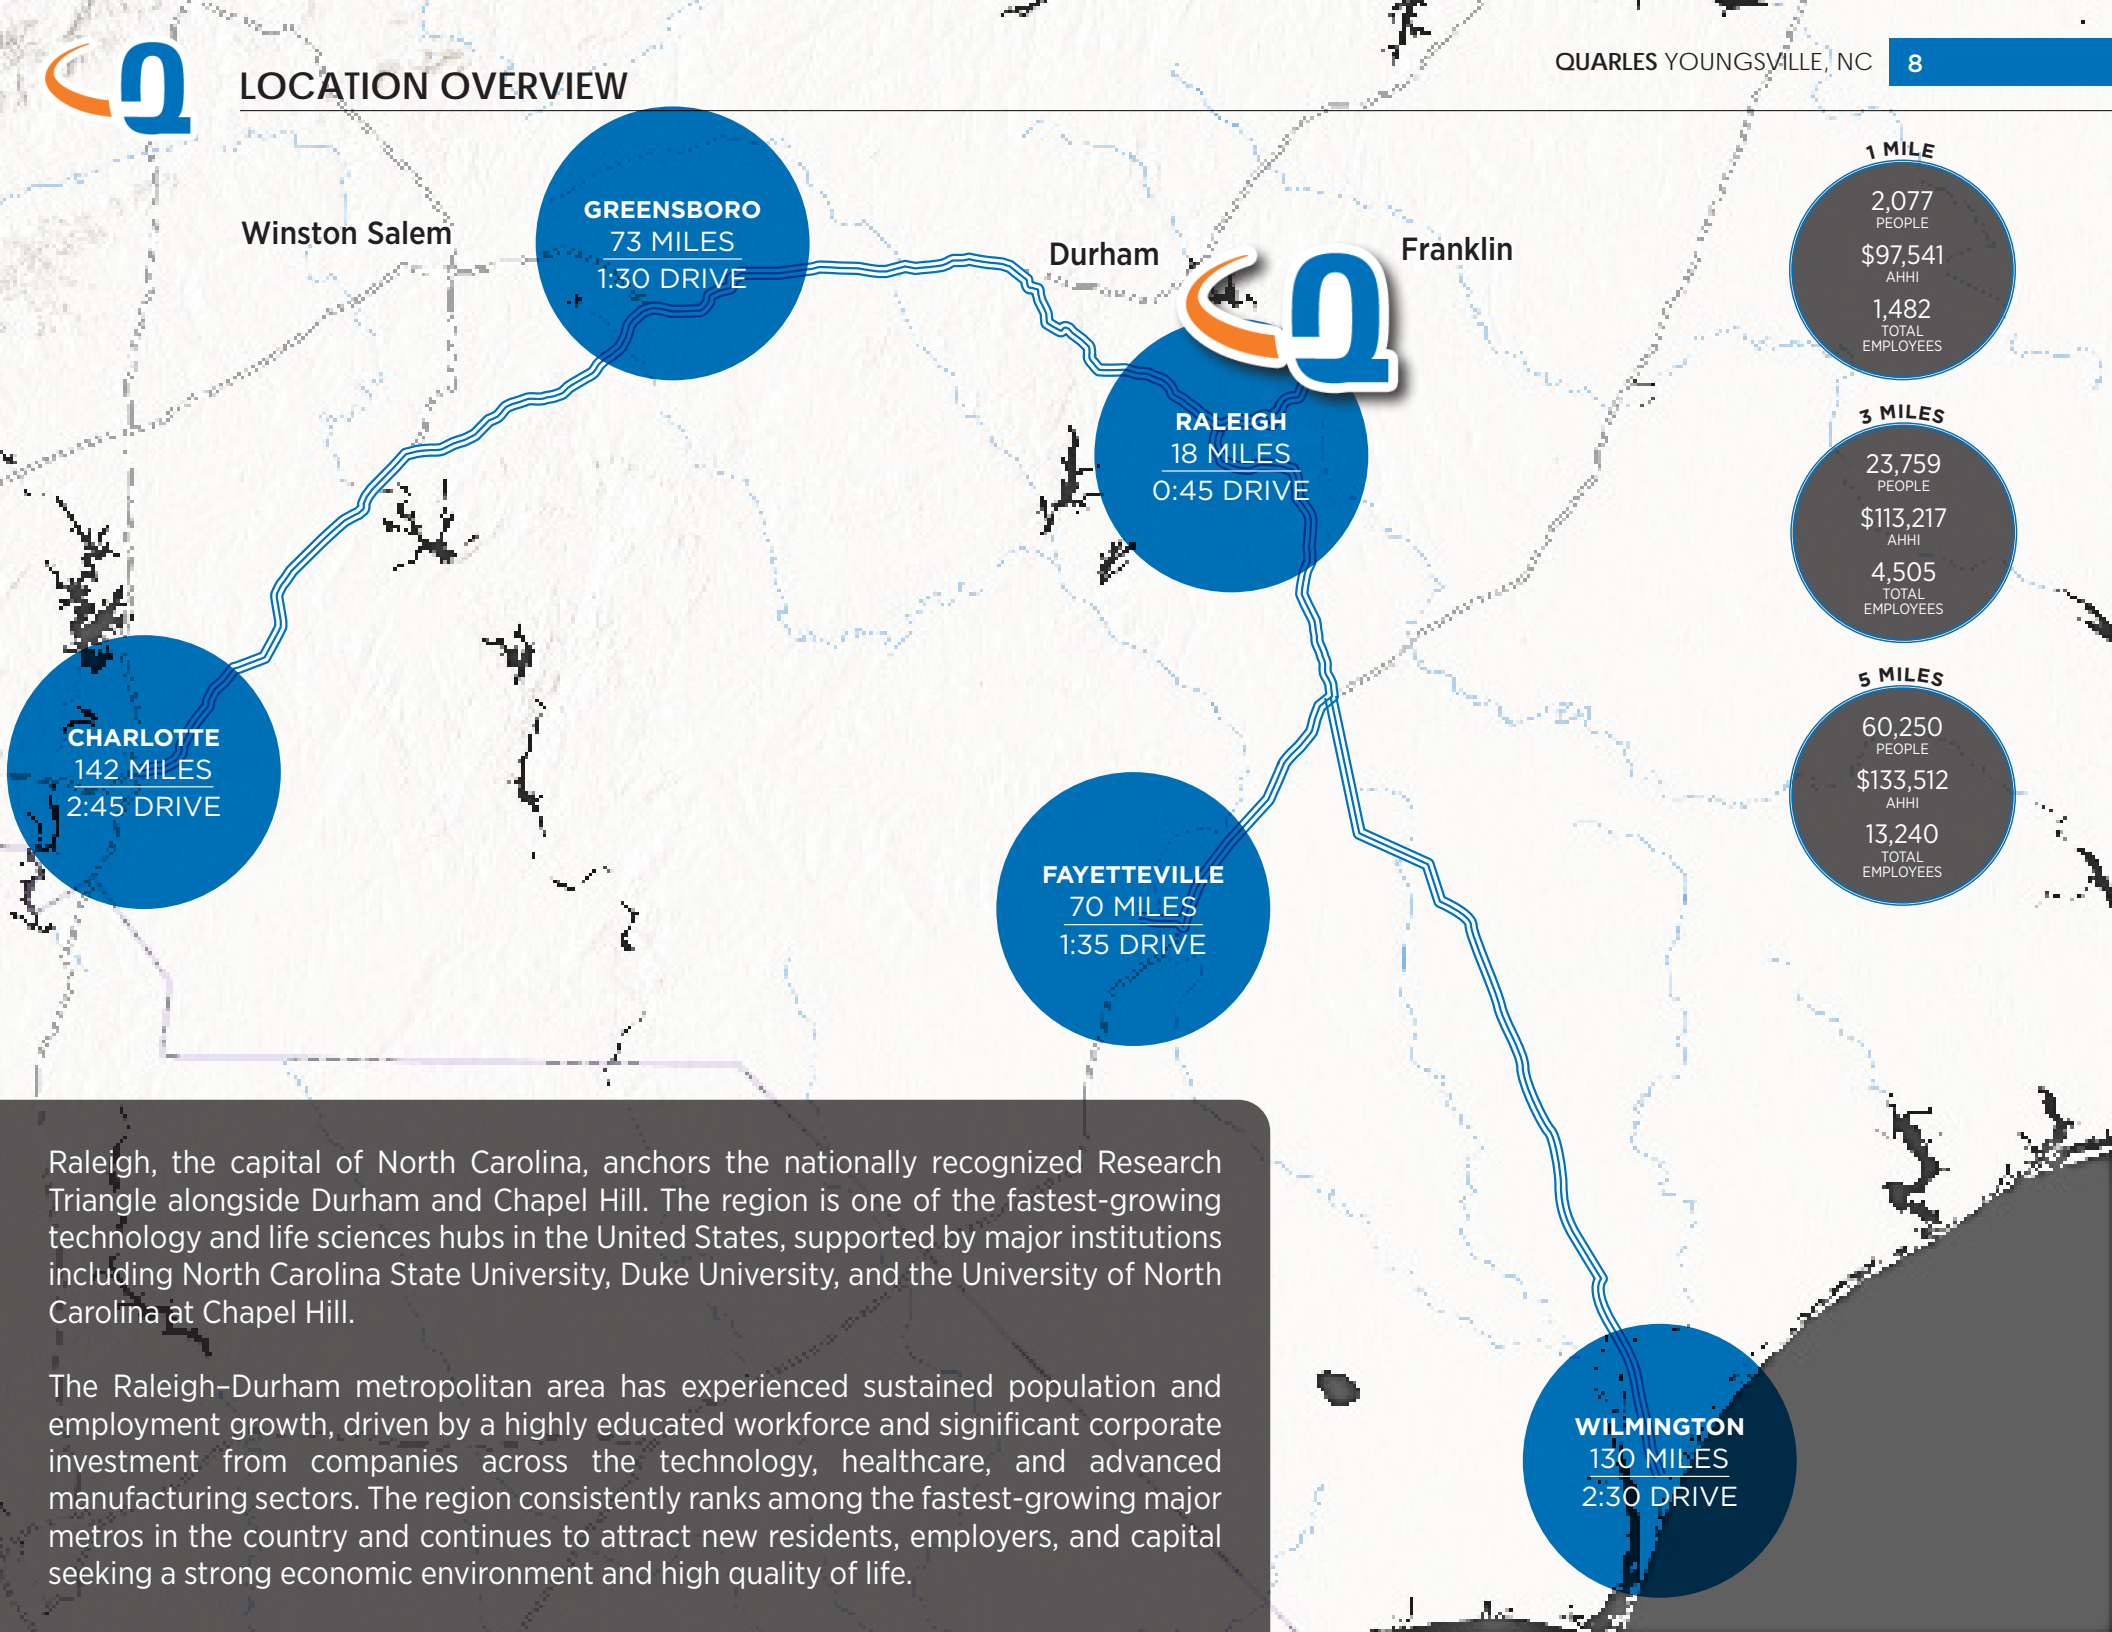 LOCATION OVERVIEW
QUARLES YOUNGSVILLE, NC 8
Winston Salem
GREENSBORO
73 MILES
1:30 DRIVE
Durham
Franklin
RALEIGH
18 MILES
0:45 DRIVE
CHARLOTTE
142 MILES
2:45 DRIVE
FAYETTEVILLE
70 MILES
1:35 DRIVE
WILMINGTON
130 MILES
2:30 DRIVE
1 MILE
2,077
PEOPLE
$97,541
AHHI
1,482
TOTAL
EMPLOYEES
3 MILES
23,759
PEOPLE
$113,217
AHHI
4,505
TOTAL
EMPLOYEES
5 MILES
60,250
PEOPLE
$133,512
AHHI
13,240
TOTAL
EMPLOYEES
Raleigh, the capital of North Carolina, anchors the nationally recognized Research
Triangle alongside Durham and Chapel Hill. The region is one of the fastest-growing
technology and life sciences hubs in the United States, supported by major institutions
including North Carolina State University, Duke University, and the University of North
Carolina at Chapel Hill.
The Raleigh–Durham metropolitan area has experienced sustained population and
employment growth, driven by a highly educated workforce and significant corporate
investment from companies across the technology, healthcare, and advanced
manufacturing sectors. The region consistently ranks among the fastest-growing major
metros in the country and continues to attract new residents, employers, and capital
seeking a strong economic environment and high quality of life.